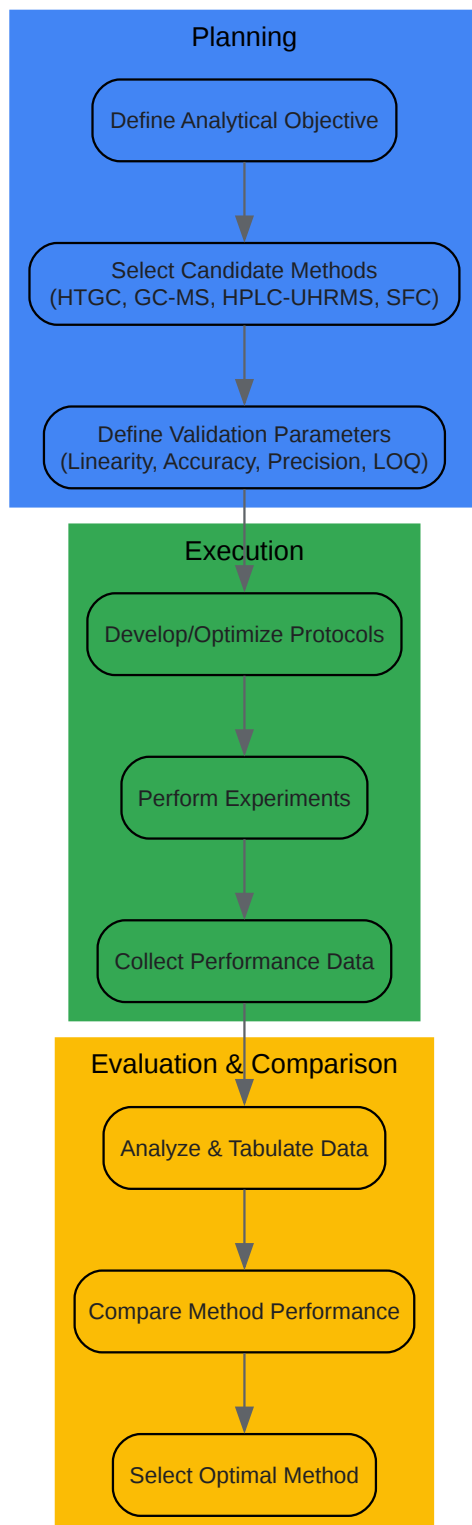 Planning
Define Analytical Objective
Select Candidate Methods
(HTGC, GC-MS, HPLC-UHRMS, SFC)
Define Validation Parameters
(Linearity, Accuracy, Precision, LOQ)
Execution
Develop/Optimize Protocols
Perform Experiments
Collect Performance Data
Evaluation & Comparison
Analyze & Tabulate Data
Compare Method Performance
Select Optimal Method